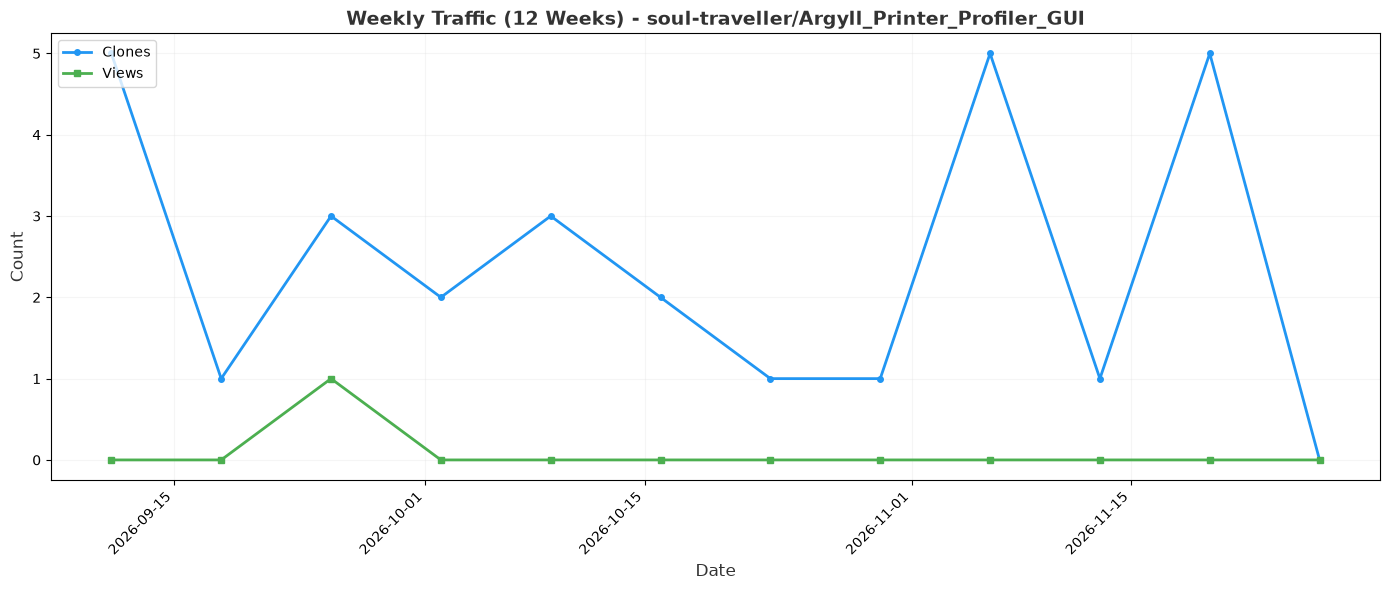 Weekly Traffic (12 Weeks) - soul-traveller/Argyll_Printer_Profiler_GUI
Clones
Views
Count
5
4
3
2
1
0
2026-09-15
2026-10-01
2026-10-15
2026-11-01
2026-11-15
Date